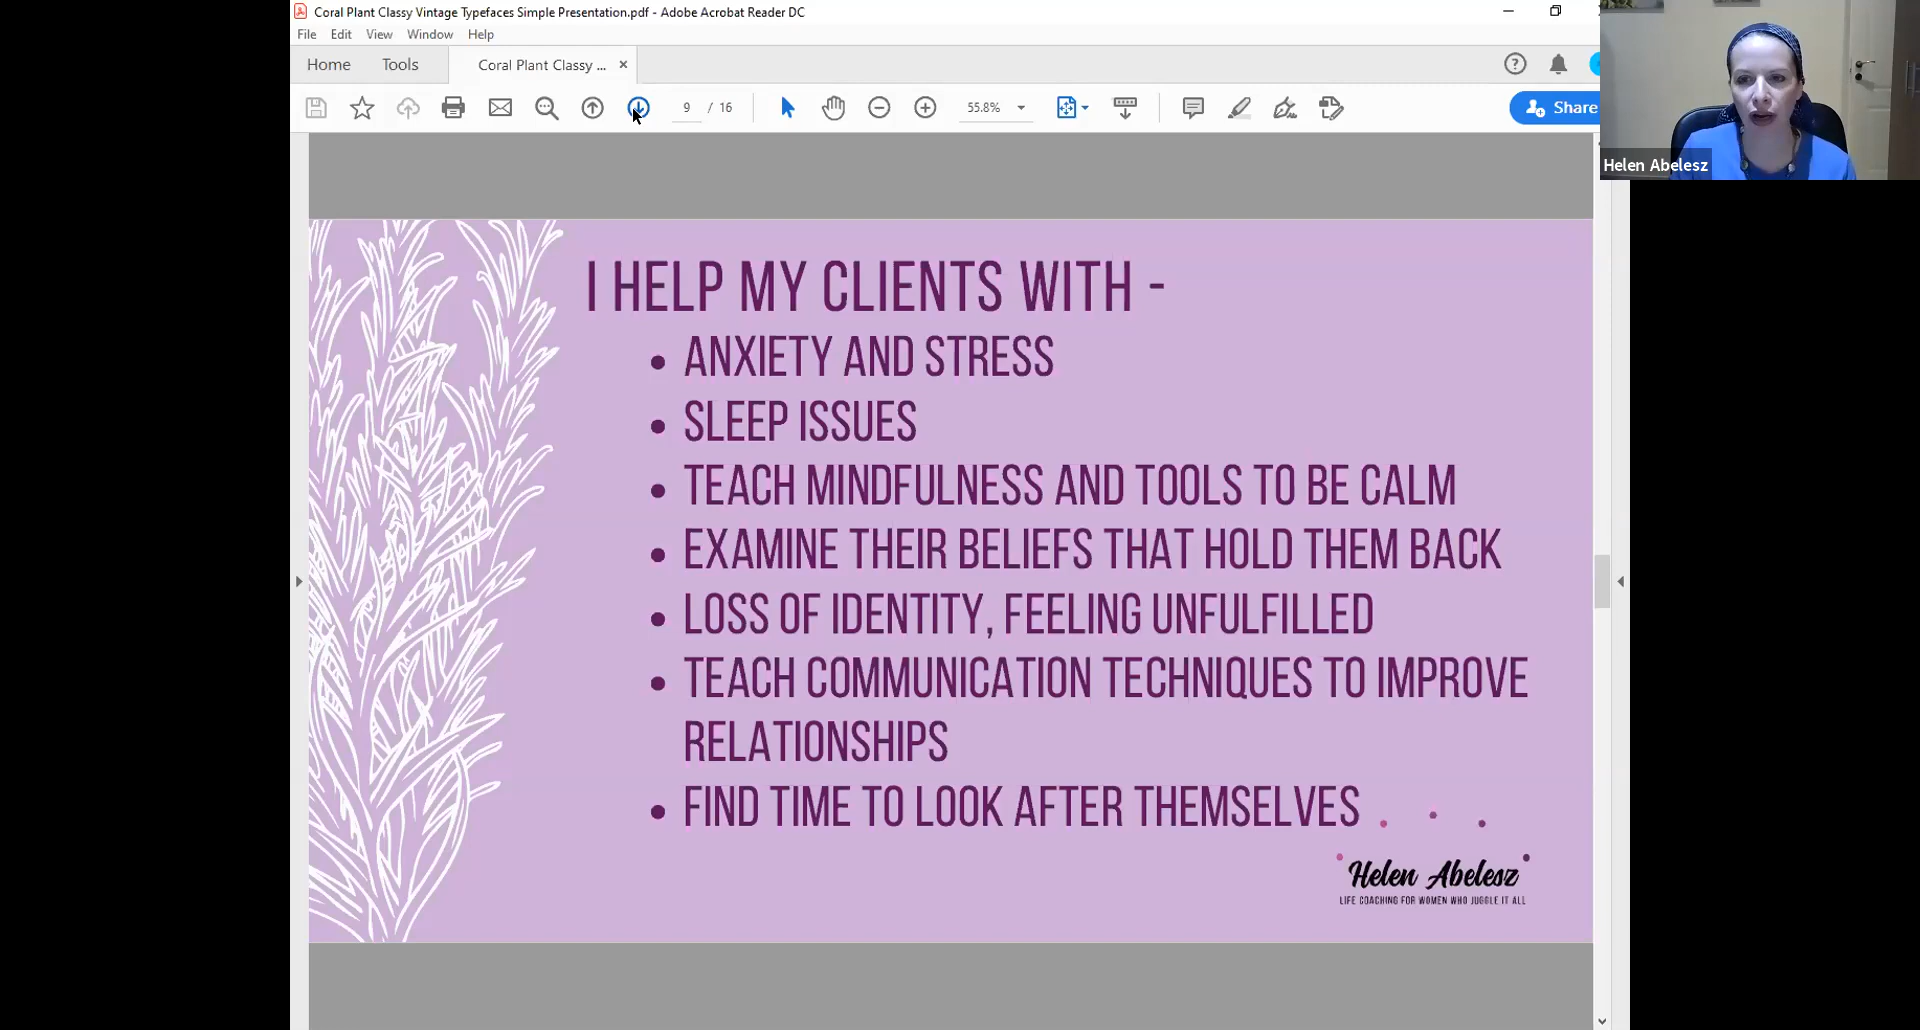 Coral Plant Classy Vintage Typefaces Simple Presentation.pdf - Adobe Acrobat Reader DC
File Edit View Window Help
Home Tools Coral Plant Classy ... ×
9 / 16 55.8% Share
Helen Abelesz
I HELP MY CLIENTS WITH -
• ANXIETY AND STRESS
• SLEEP ISSUES
• TEACH MINDFULNESS AND TOOLS TO BE CALM
• EXAMINE THEIR BELIEFS THAT HOLD THEM BACK
• LOSS OF IDENTITY, FEELING UNFULFILLED
• TEACH COMMUNICATION TECHNIQUES TO IMPROVE
RELATIONSHIPS
• FIND TIME TO LOOK AFTER THEMSELVES . . .
Helen Abelesz
LIFE COACHING FOR WOMEN WHO JUGGLE IT ALL